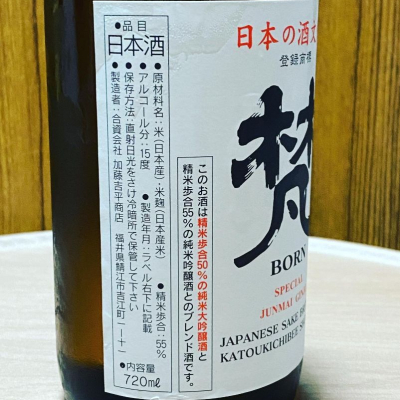 ●品目
日本酒
●原材料名:米(日本産)・米麹(日本産米)
●アルコール分:15度 ●精米歩合:55%
●保存方法:直射日光をさけ冷暗所で保管して下さい
●製造年月:ラベル右下に記載
●製造者:合資会社 加藤吉平商店 福井県鯖江市吉江町一-十一
●内容量
720ml
このお酒は精米歩合50%の純米大吟醸酒と
精米歩合55%の純米吟醸酒とのブレンド酒です。
日本の酒文
登録商標
梵
BORN
SPECIAL
JUNMAI GINJ
JAPANESE SAKE
KATOUKICHIBEE S